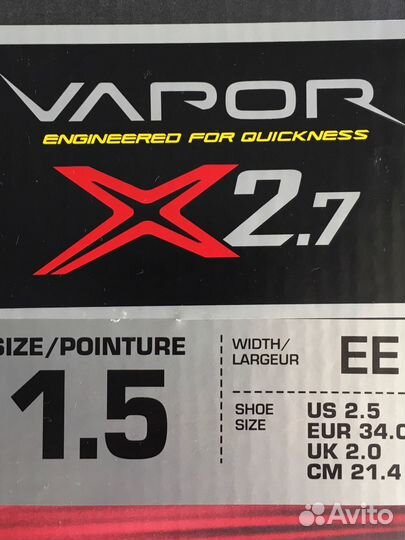 VAPOR
ENGINEERED FOR QUICKNESS
X2.7
SIZE/POINTURE
1.5
WIDTH/
LARGEUR
EE
SHOE
SIZE
US 2.5
EUR 34.0
UK 2.0
CM 21.4
Avito